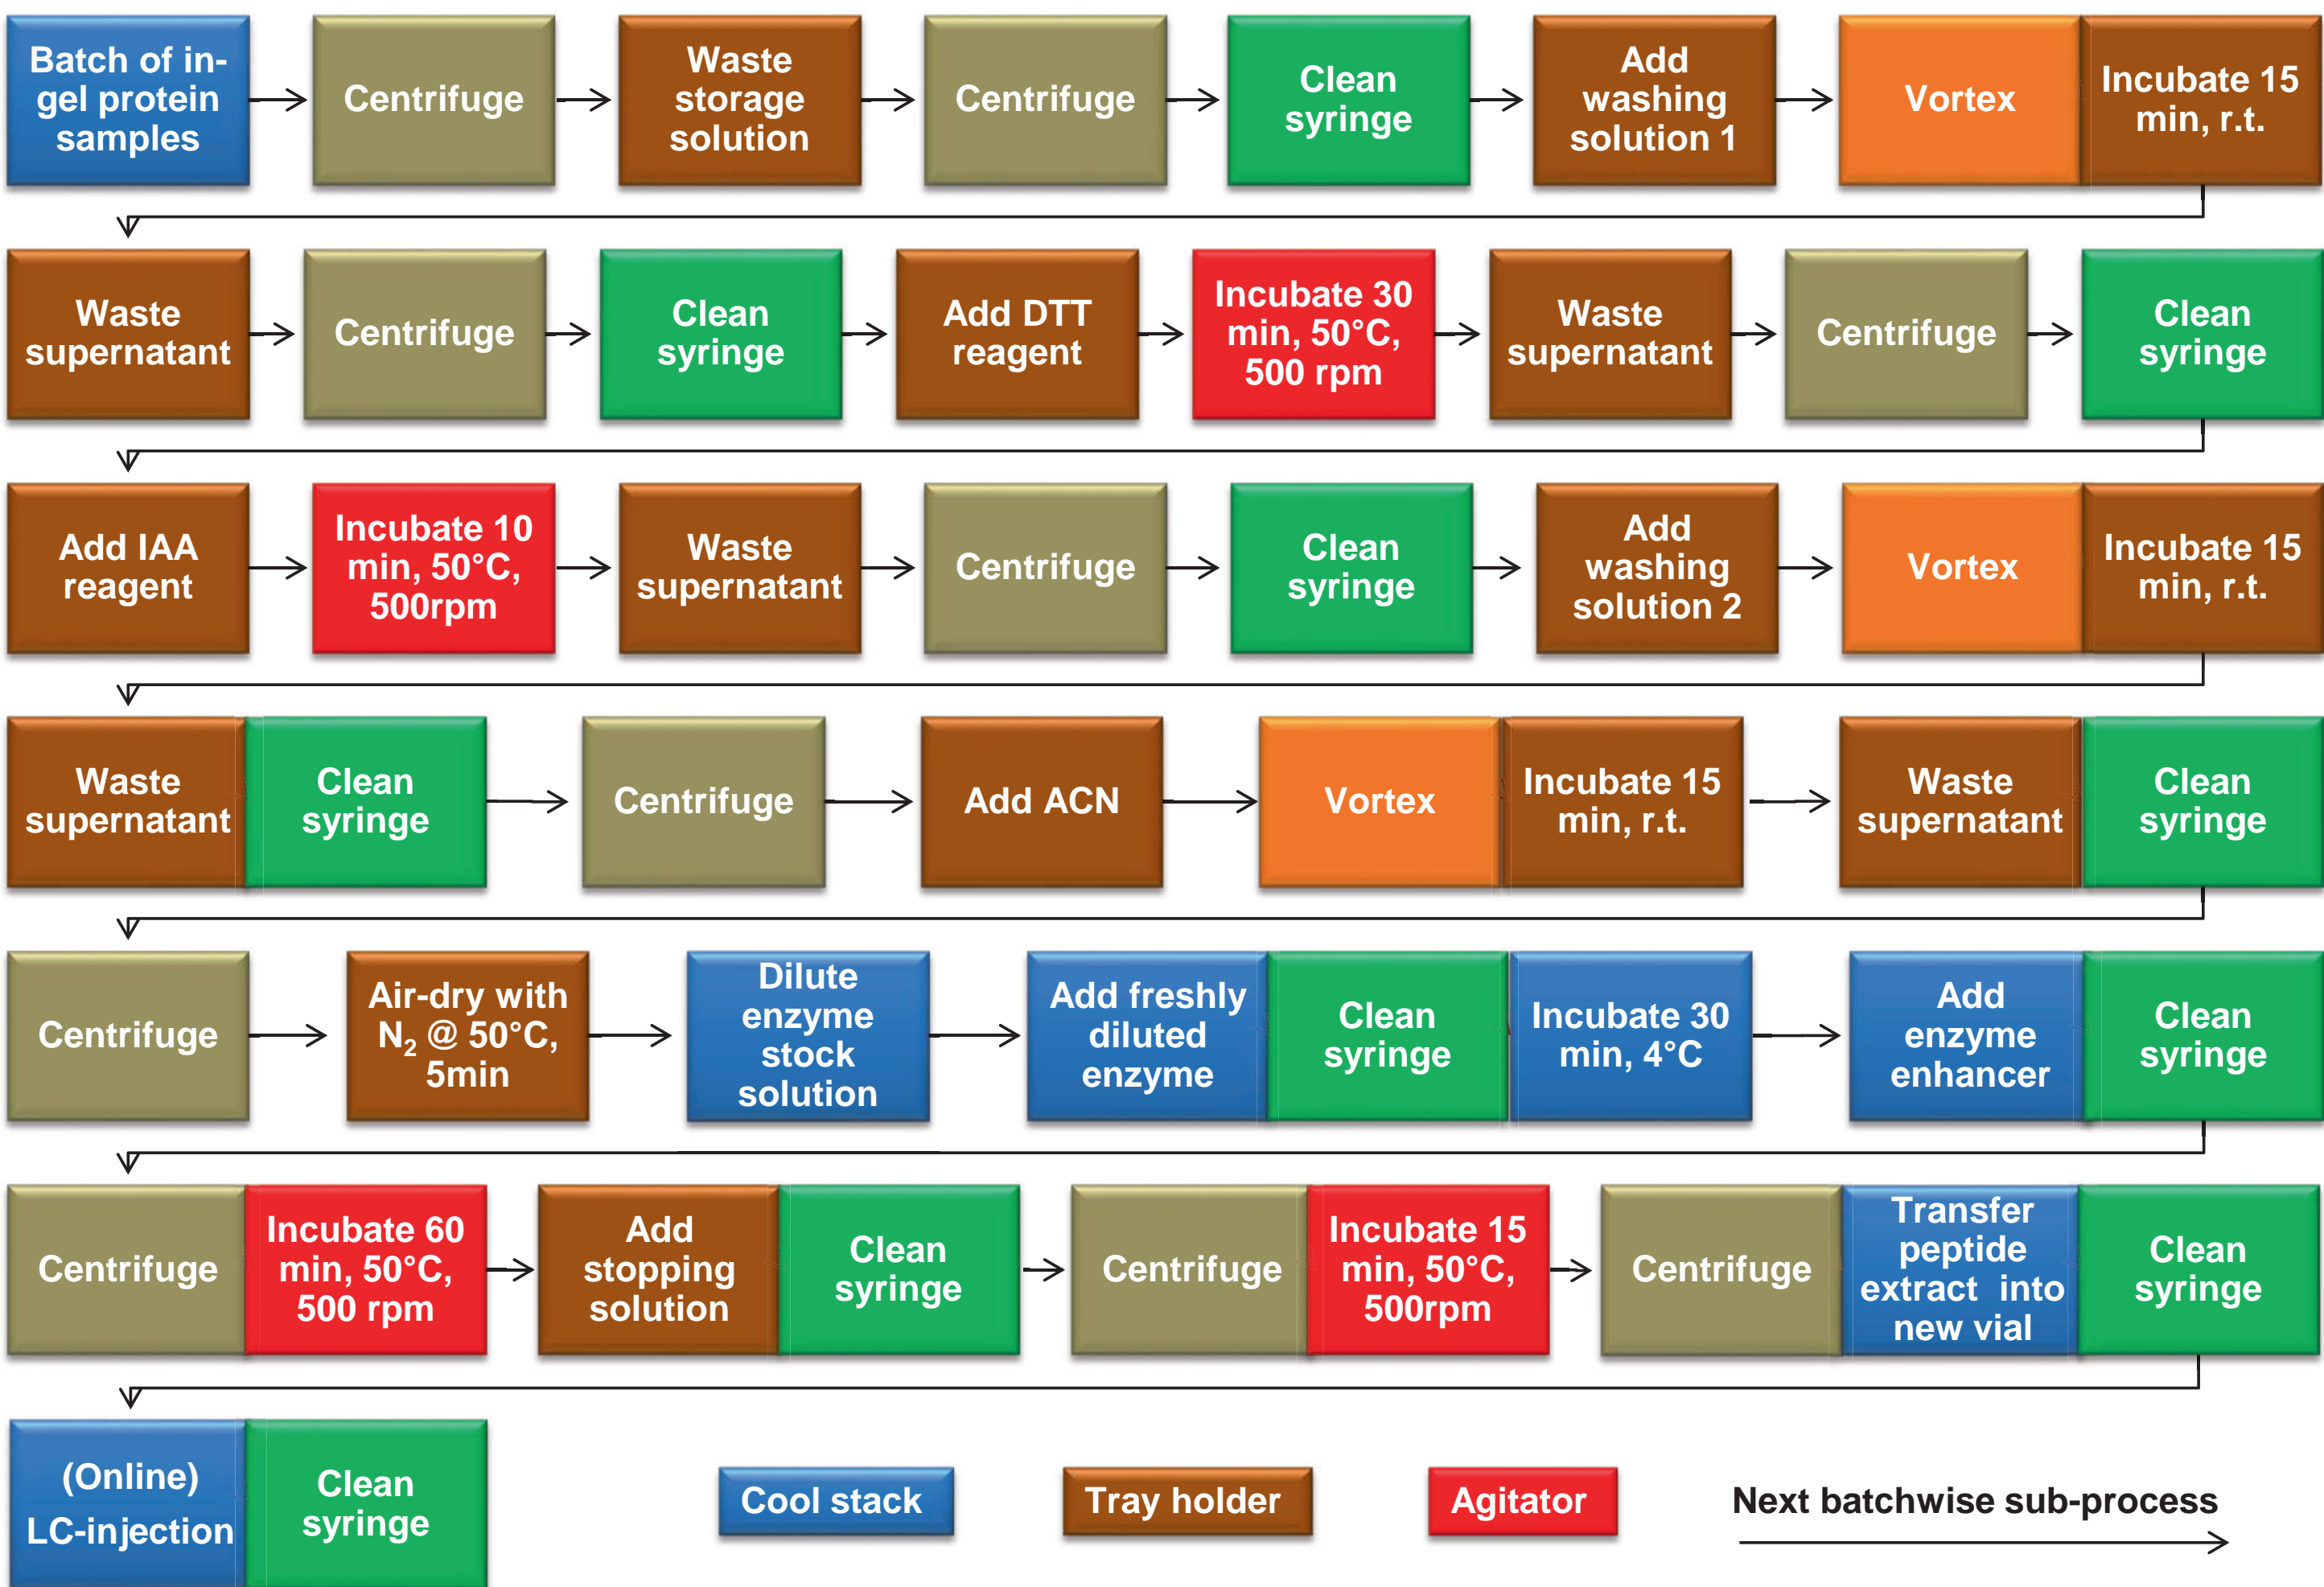 Batch of in-
gel protein
samples
Centrifuge
Waste
storage
solution
Centrifuge
Clean
syringe
Add
washing
solution 1
Vortex
Incubate 15
min, r.t.
Waste
supernatant
Centrifuge
Clean
syringe
Add DTT
reagent
Incubate 30
min, 50°C,
500 rpm
Waste
supernatant
Centrifuge
Clean
syringe
Add IAA
reagent
Incubate 10
min, 50°C,
500rpm
Waste
supernatant
Centrifuge
Clean
syringe
Add
washing
solution 2
Vortex
Incubate 15
min, r.t.
Waste
supernatant
Clean
syringe
Centrifuge
Add ACN
Vortex
Incubate 15
min, r.t.
Waste
supernatant
Clean
syringe
Centrifuge
Air-dry with
N₂ @ 50°C,
5min
Dilute
enzyme
stock
solution
Add freshly
diluted
enzyme
Clean
syringe
Incubate 30
min, 4°C
Add
enzyme
enhancer
Clean
syringe
Centrifuge
Incubate 60
min, 50°C,
500 rpm
Add
stopping
solution
Clean
syringe
Centrifuge
Incubate 15
min, 50°C,
500rpm
Centrifuge
Transfer
peptide
extract into
new vial
Clean
syringe
(Online)
LC-injection
Clean
syringe
Cool stack
Tray holder
Agitator
Next batchwise sub-process